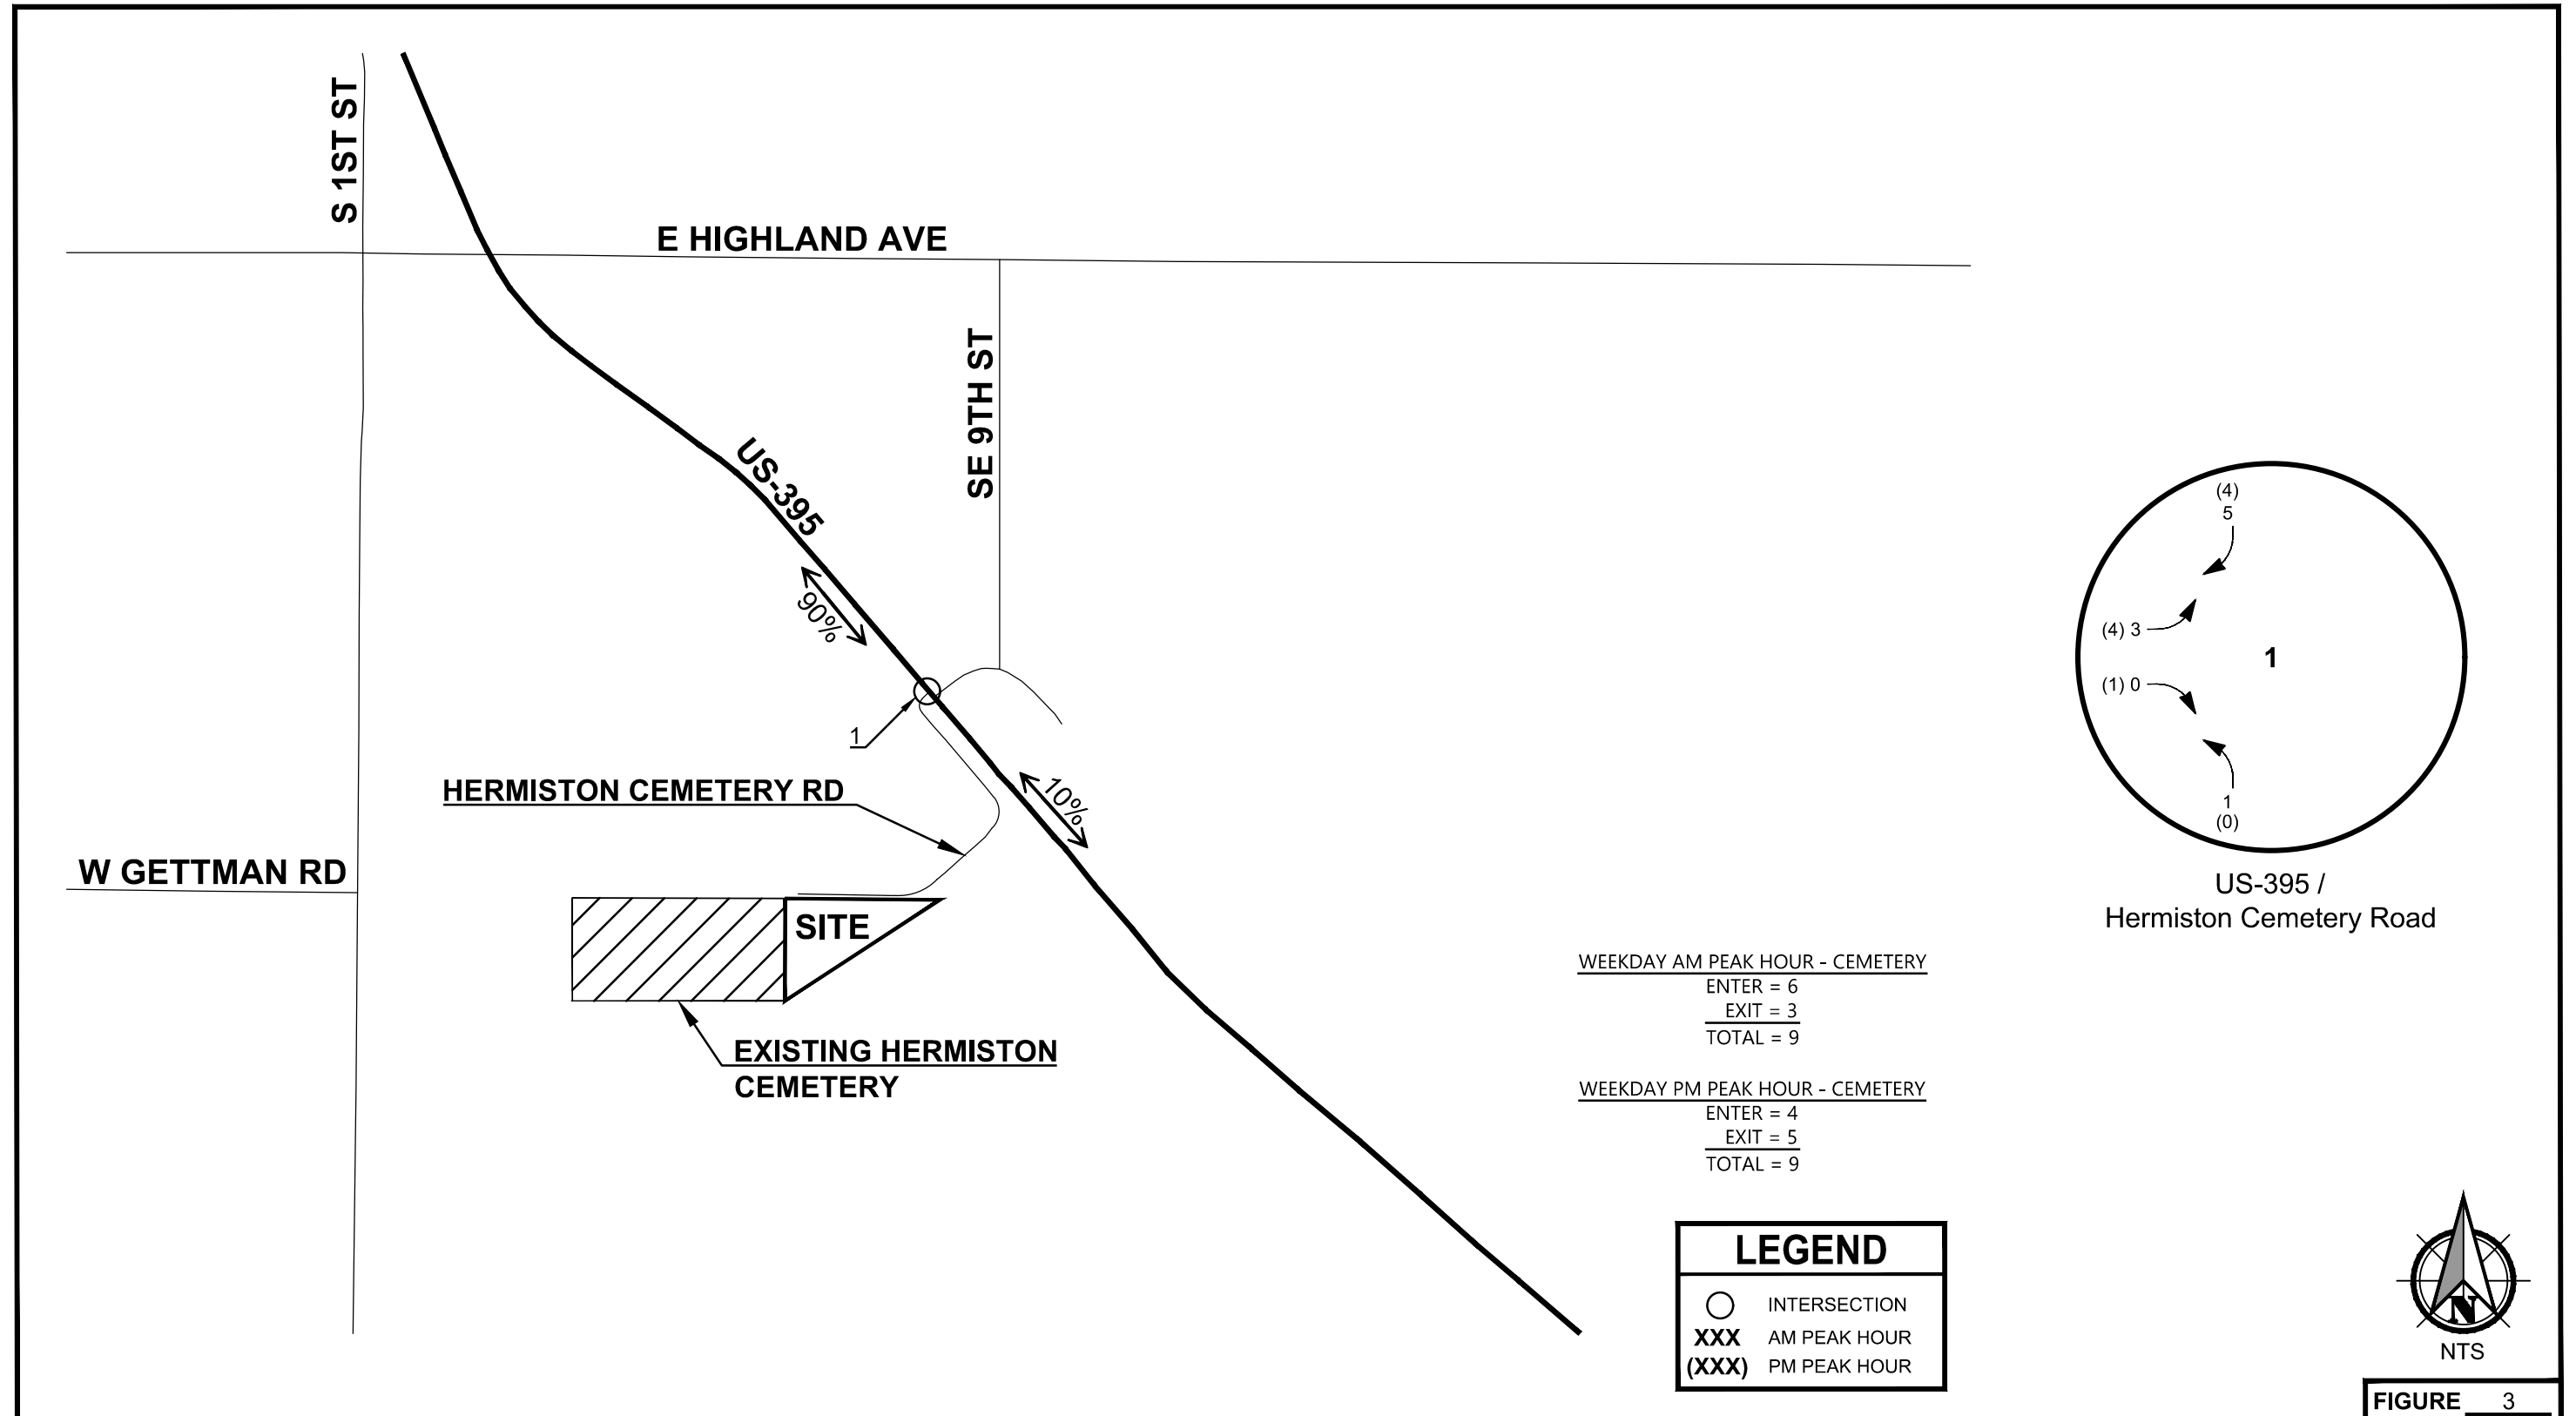 S 1ST ST
E HIGHLAND AVE
SE 9TH ST
US-395
90%
1
10%
HERMISTON CEMETERY RD
W GETTMAN RD
SITE
EXISTING HERMISTON
CEMETERY
(4)
5
(4) 3
1
(1) 0
1
(0)
US-395 /
Hermiston Cemetery Road
WEEKDAY AM PEAK HOUR - CEMETERY
ENTER = 6
EXIT = 3
TOTAL = 9
WEEKDAY PM PEAK HOUR - CEMETERY
ENTER = 4
EXIT = 5
TOTAL = 9
LEGEND
INTERSECTION
XXX AM PEAK HOUR
(XXX) PM PEAK HOUR
N
NTS
FIGURE 3